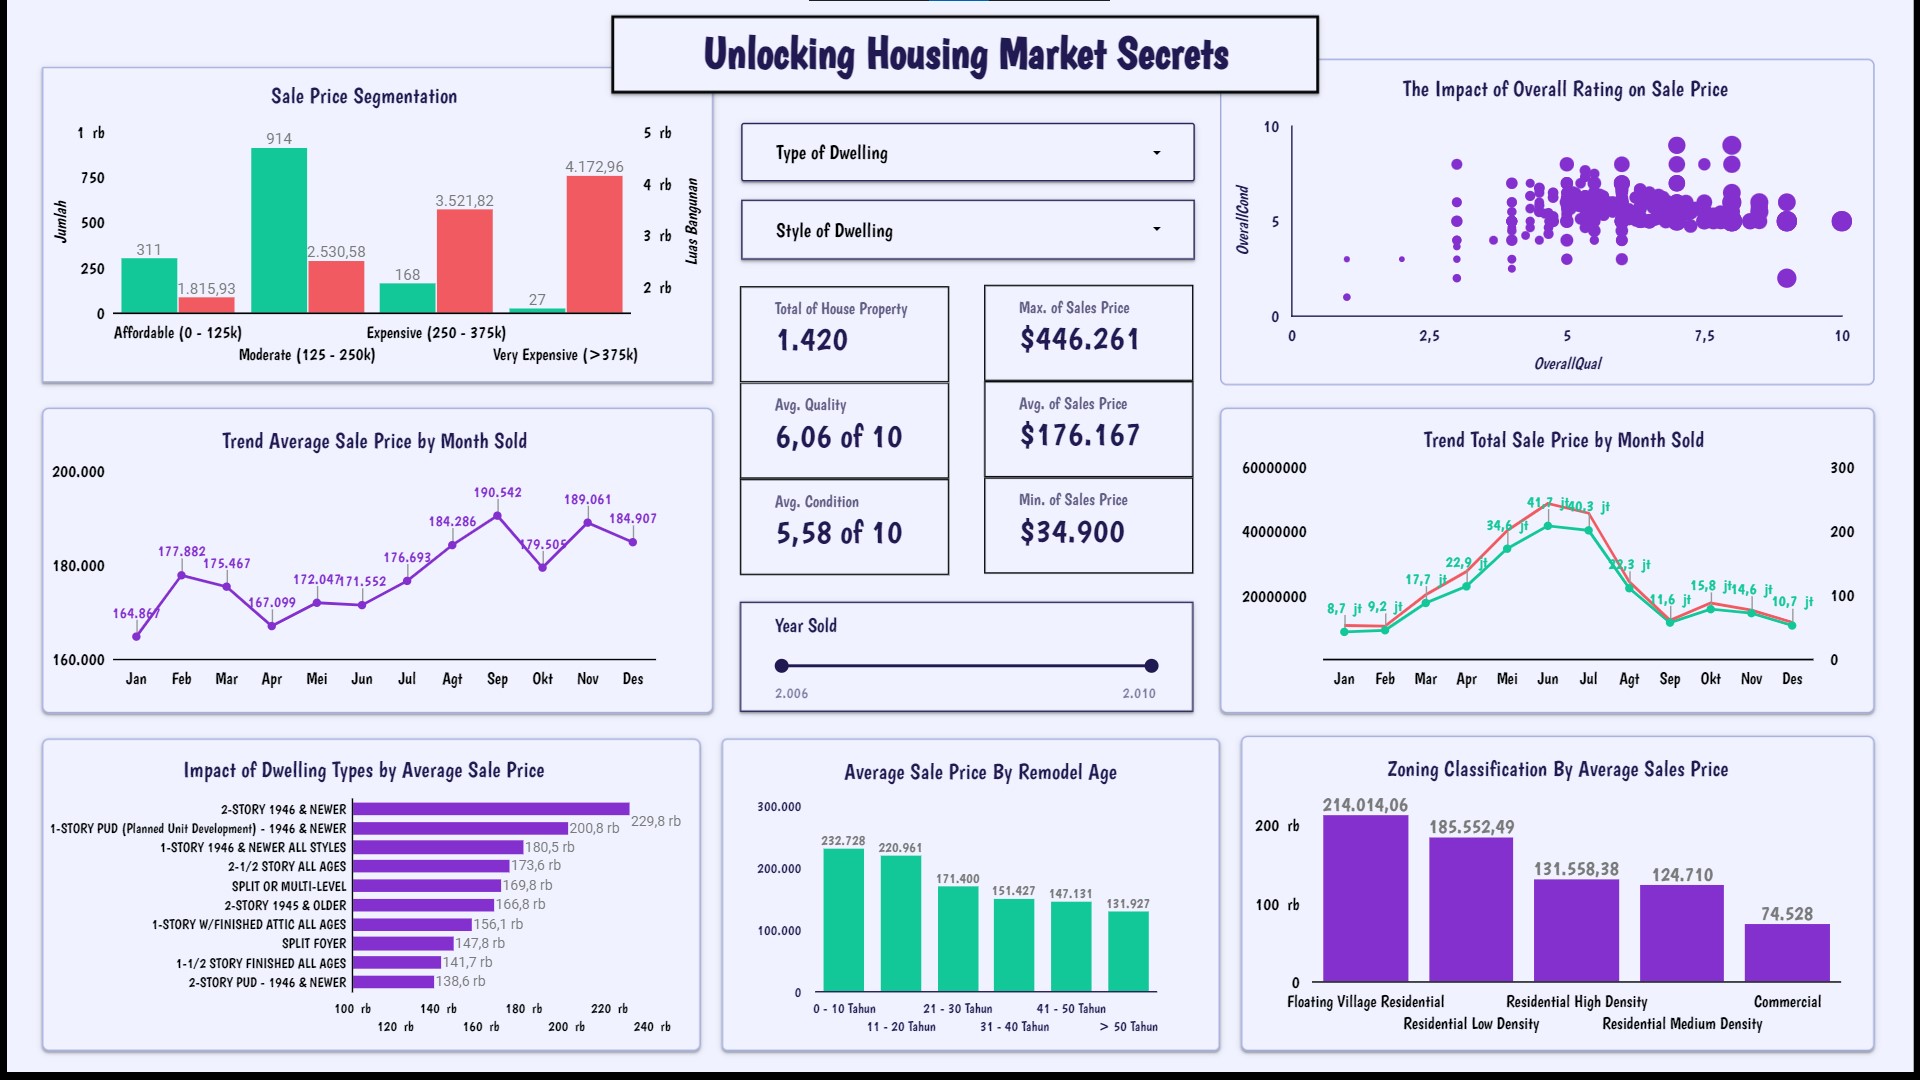 Unlocking Housing Market Secrets
Sale Price Segmentation
1 rb
750
500
250
0
Jumlah
5 rb
4 rb
3 rb
2 rb
Luas Bangunan
311
1.815,93
914
2.530,58
168
3.521,82
27
4.172,96
Affordable (0 - 125k)
Moderate (125 - 250k)
Expensive (250 - 375k)
Very Expensive (>375k)
Type of Dwelling
Style of Dwelling
Total of House Property
1.420
Max. of Sales Price
$446.261
Avg. Quality
6,06 of 10
Avg. of Sales Price
$176.167
Avg. Condition
5,58 of 10
Min. of Sales Price
$34.900
Year Sold
2.006
2.010
The Impact of Overall Rating on Sale Price
10
5
0
OverallCond
0
2,5
5
7,5
10
OverallQual
Trend Average Sale Price by Month Sold
200.000
180.000
160.000
164.867
177.882
175.467
167.099
172.047
171.552
176.693
184.286
190.542
179.505
189.061
184.907
Jan
Feb
Mar
Apr
Mei
Jun
Jul
Agt
Sep
Okt
Nov
Des
Trend Total Sale Price by Month Sold
60000000
40000000
20000000
300
200
100
0
8,7 jt
9,2 jt
17,7 jt
22,9 jt
34,6 jt
41,7 jt
40,3 jt
22,3 jt
11,6 jt
15,8 jt
14,6 jt
10,7 jt
Jan
Feb
Mar
Apr
Mei
Jun
Jul
Agt
Sep
Okt
Nov
Des
Impact of Dwelling Types by Average Sale Price
2-STORY 1946 & NEWER
229,8 rb
1-STORY PUD (Planned Unit Development) - 1946 & NEWER
200,8 rb
1-STORY 1946 & NEWER ALL STYLES
180,5 rb
2-1/2 STORY ALL AGES
173,6 rb
SPLIT OR MULTI-LEVEL
169,8 rb
2-STORY 1945 & OLDER
166,8 rb
1-STORY W/FINISHED ATTIC ALL AGES
156,1 rb
SPLIT FOYER
147,8 rb
1-1/2 STORY FINISHED ALL AGES
141,7 rb
2-STORY PUD - 1946 & NEWER
138,6 rb
100 rb
120 rb
140 rb
160 rb
180 rb
200 rb
220 rb
240 rb
Average Sale Price By Remodel Age
300.000
200.000
100.000
0
232.728
220.961
171.400
151.427
147.131
131.927
0 - 10 Tahun
11 - 20 Tahun
21 - 30 Tahun
31 - 40 Tahun
41 - 50 Tahun
> 50 Tahun
Zoning Classification By Average Sales Price
200 rb
100 rb
0
214.014,06
185.552,49
131.558,38
124.710
74.528
Floating Village Residential
Residential Low Density
Residential High Density
Residential Medium Density
Commercial